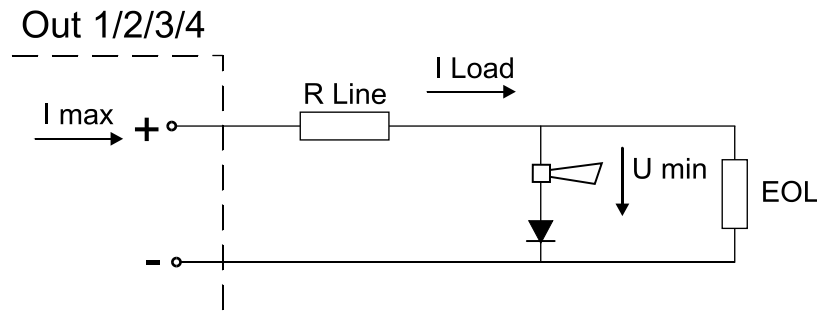 Out 1/2/3/4
I Load
R Line
I max
+
U min
EOL
-